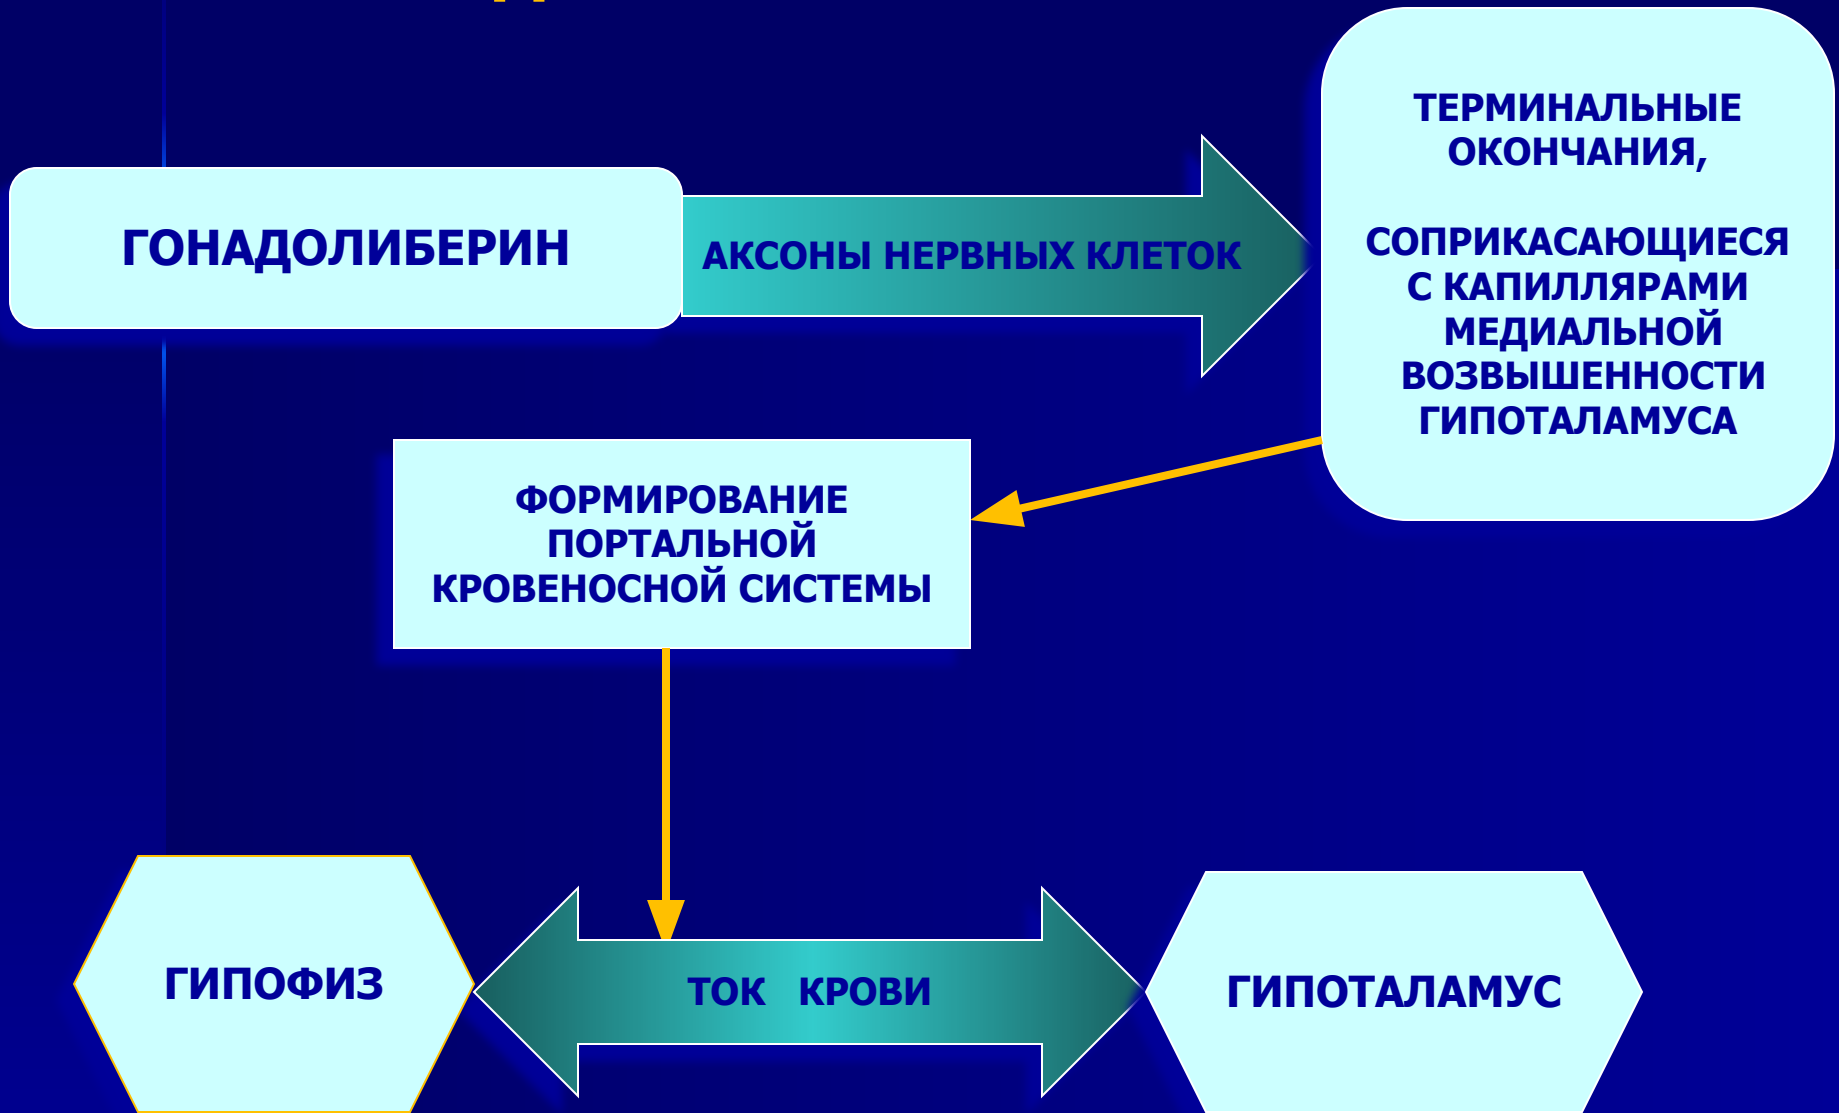 ГОНАДОЛИБЕРИН
АКСОНЫ НЕРВНЫХ КЛЕТОК
ТЕРМИНАЛЬНЫЕ
ОКОНЧАНИЯ,
СОПРИКАСАЮЩИЕСЯ
С КАПИЛЛЯРАМИ
МЕДИАЛЬНОЙ
ВОЗВЫШЕННОСТИ
ГИПОТАЛАМУСА
ФОРМИРОВАНИЕ
ПОРТАЛЬНОЙ
КРОВЕНОСНОЙ СИСТЕМЫ
ГИПОФИЗ
ТОК КРОВИ
ГИПОТАЛАМУС